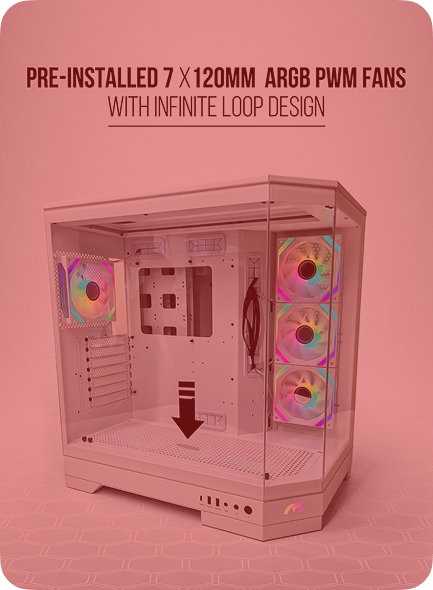 PRE-INSTALLED 7 X 120MM ARGB PWM FANS
WITH INFINITE LOOP DESIGN